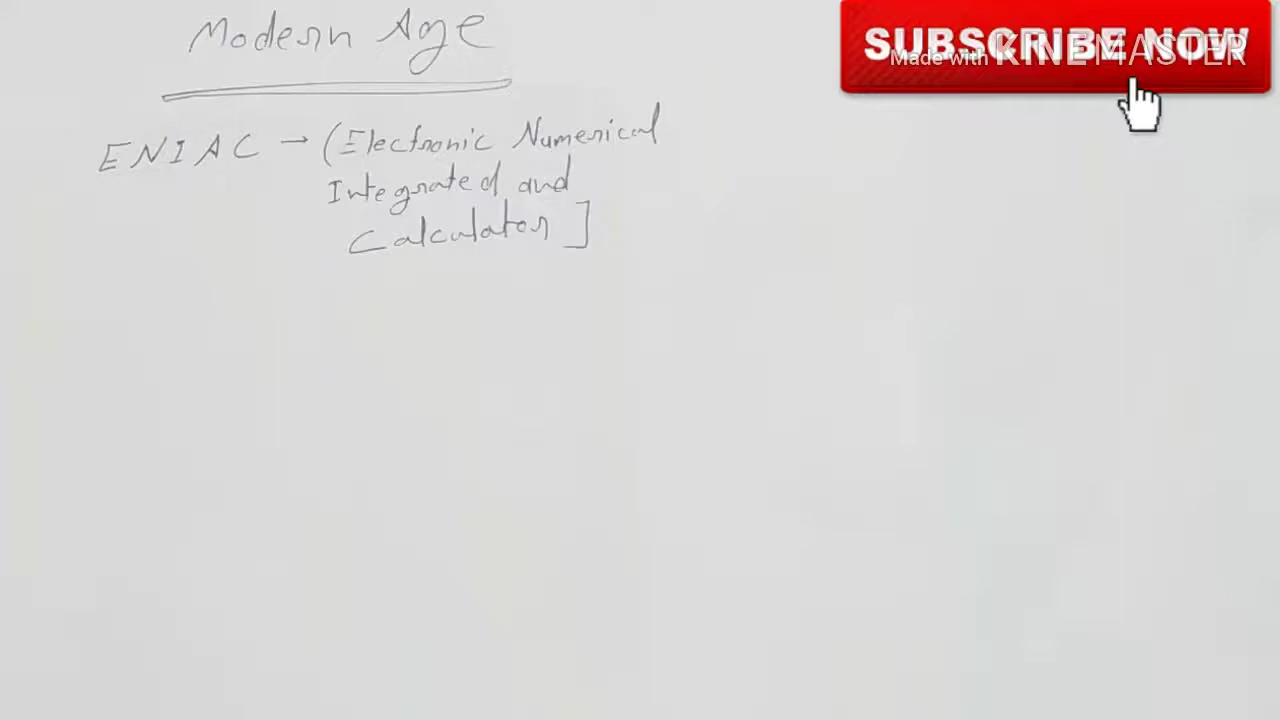 Modern Age
SUBSCRIBE NOW
Made with KINEMASTER
ENIAC → (Electronic Numerical
Integrated and
Calculator ]